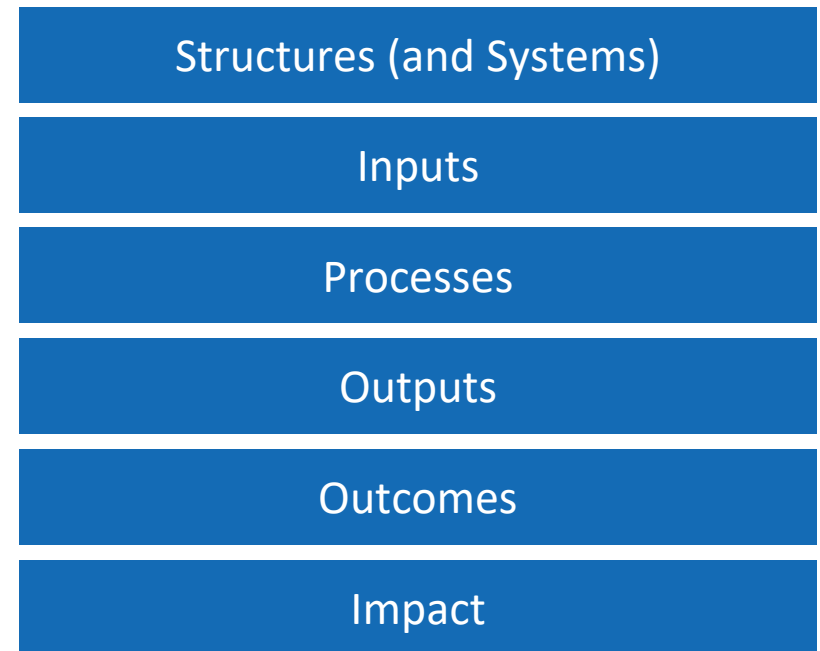 Structures (and Systems)
Inputs
Processes
Outputs
Outcomes
Impact